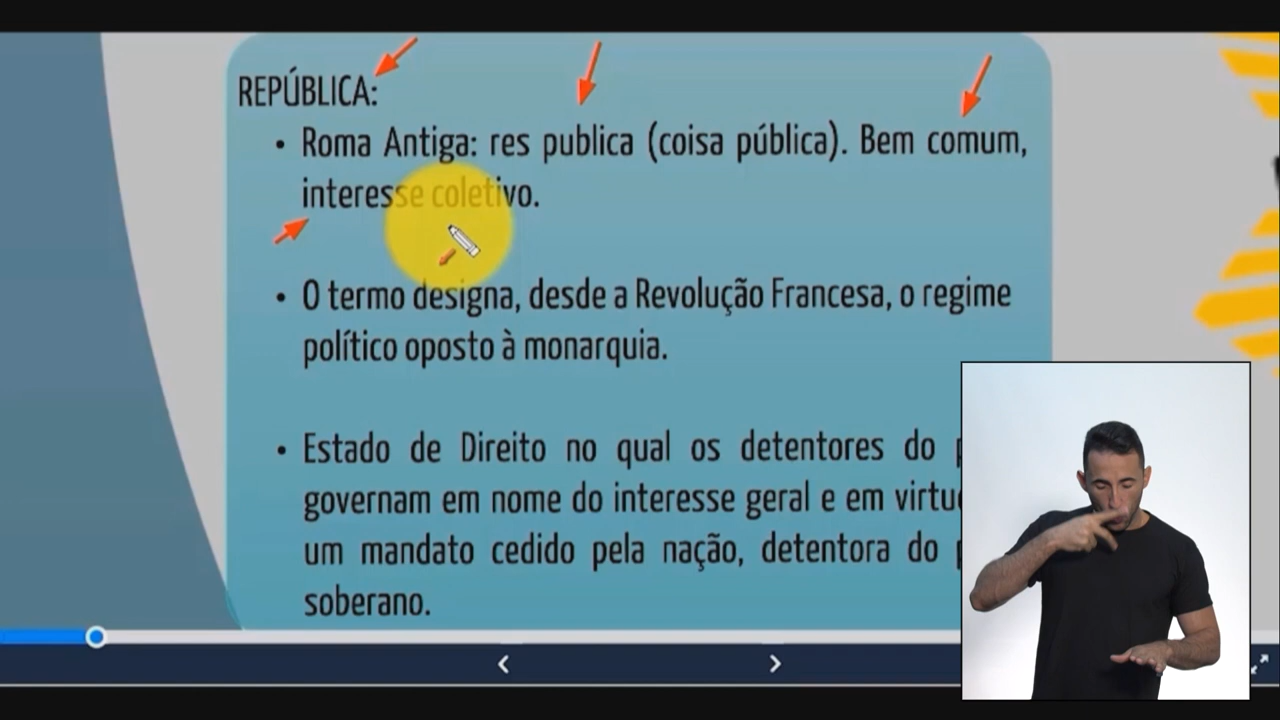 REPÚBLICA:
• Roma Antiga: res publica (coisa pública). Bem comum,
interesse coletivo.
• O termo designa, desde a Revolução Francesa, o regime
político oposto à monarquia.
• Estado de Direito no qual os detentores do
governam em nome do interesse geral e em
um mandato cedido pela nação, detentora do
soberano.